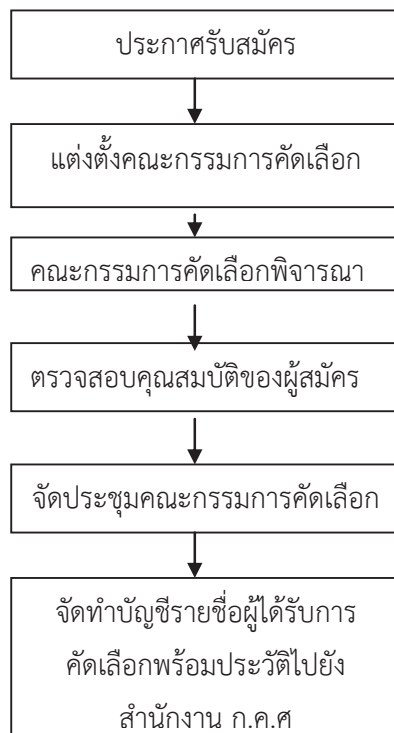 ประกาศรับสมัคร
แต่งตั้งคณะกรรมการคัดเลือก
คณะกรรมการคัดเลือกพิจารณา
ตรวจสอบคุณสมบัติของผู้สมัคร
จัดประชุมคณะกรรมการคัดเลือก
จัดทำบัญชีรายชื่อผู้ได้รับการ
คัดเลือกพร้อมประวัติไปยัง
สำนักงาน ก.ค.ศ